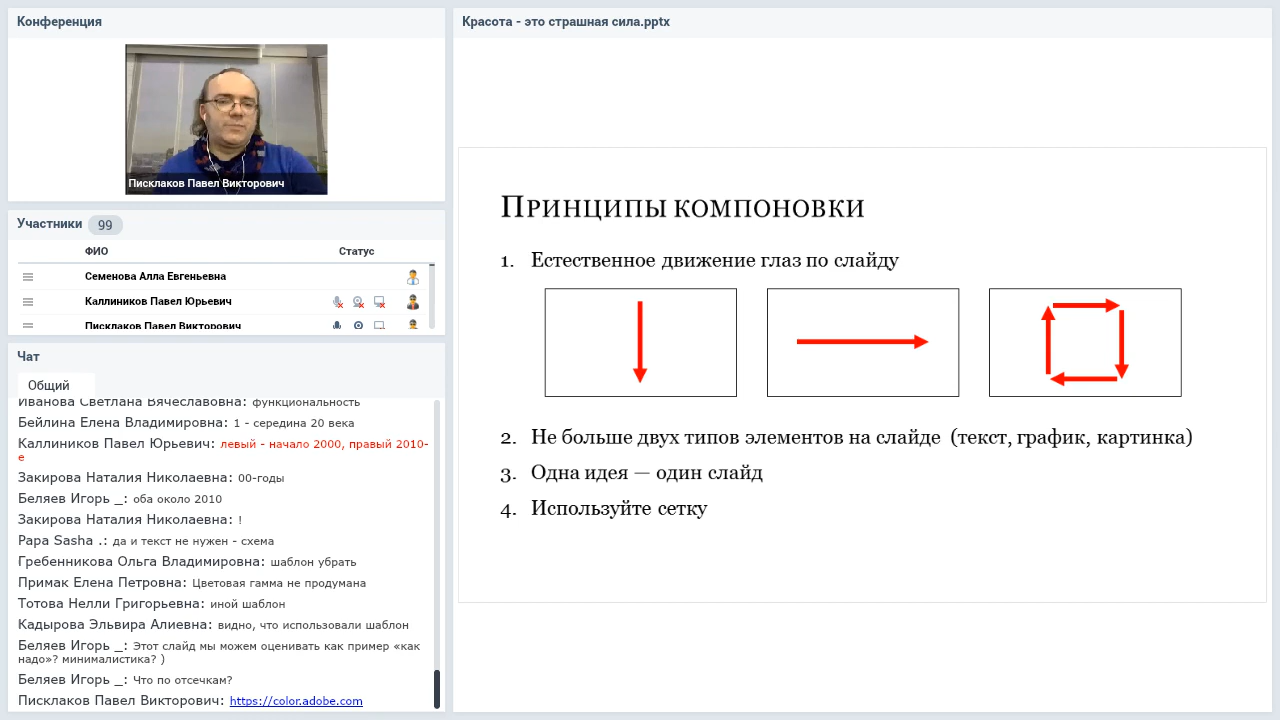 Конференция
Писклаков Павел Викторович
Участники 99
ФИО Статус
Семенова Алла Евгеньевна
Каллиников Павел Юрьевич
Писклаков Павел Викторович
Чат
Общий
Иванова Светлана Вячеславовна: функциональность
Бейлина Елена Владимировна: 1 - середина 20 века
Каллиников Павел Юрьевич: левый - начало 2000, правый 2010-
е
Закирова Наталия Николаевна: 00-годы
Беляев Игорь _: оба около 2010
Закирова Наталия Николаевна: !
Papa Sasha .: да и текст не нужен - схема
Гребенникова Ольга Владимировна: шаблон убрать
Примак Елена Петровна: Цветовая гамма не продумана
Тотова Нелли Григорьевна: иной шаблон
Кадырова Эльвира Алиевна: видно, что использовали шаблон
Беляев Игорь _: Этот слайд мы можем оценивать как пример «как
надо»? минималистика? )
Беляев Игорь _: Что по отсечкам?
Писклаков Павел Викторович: https://color.adobe.com
Красота - это страшная сила.pptx
Принципы компоновки
1. Естественное движение глаз по слайду
2. Не больше двух типов элементов на слайде (текст, график, картинка)
3. Одна идея — один слайд
4. Используйте сетку